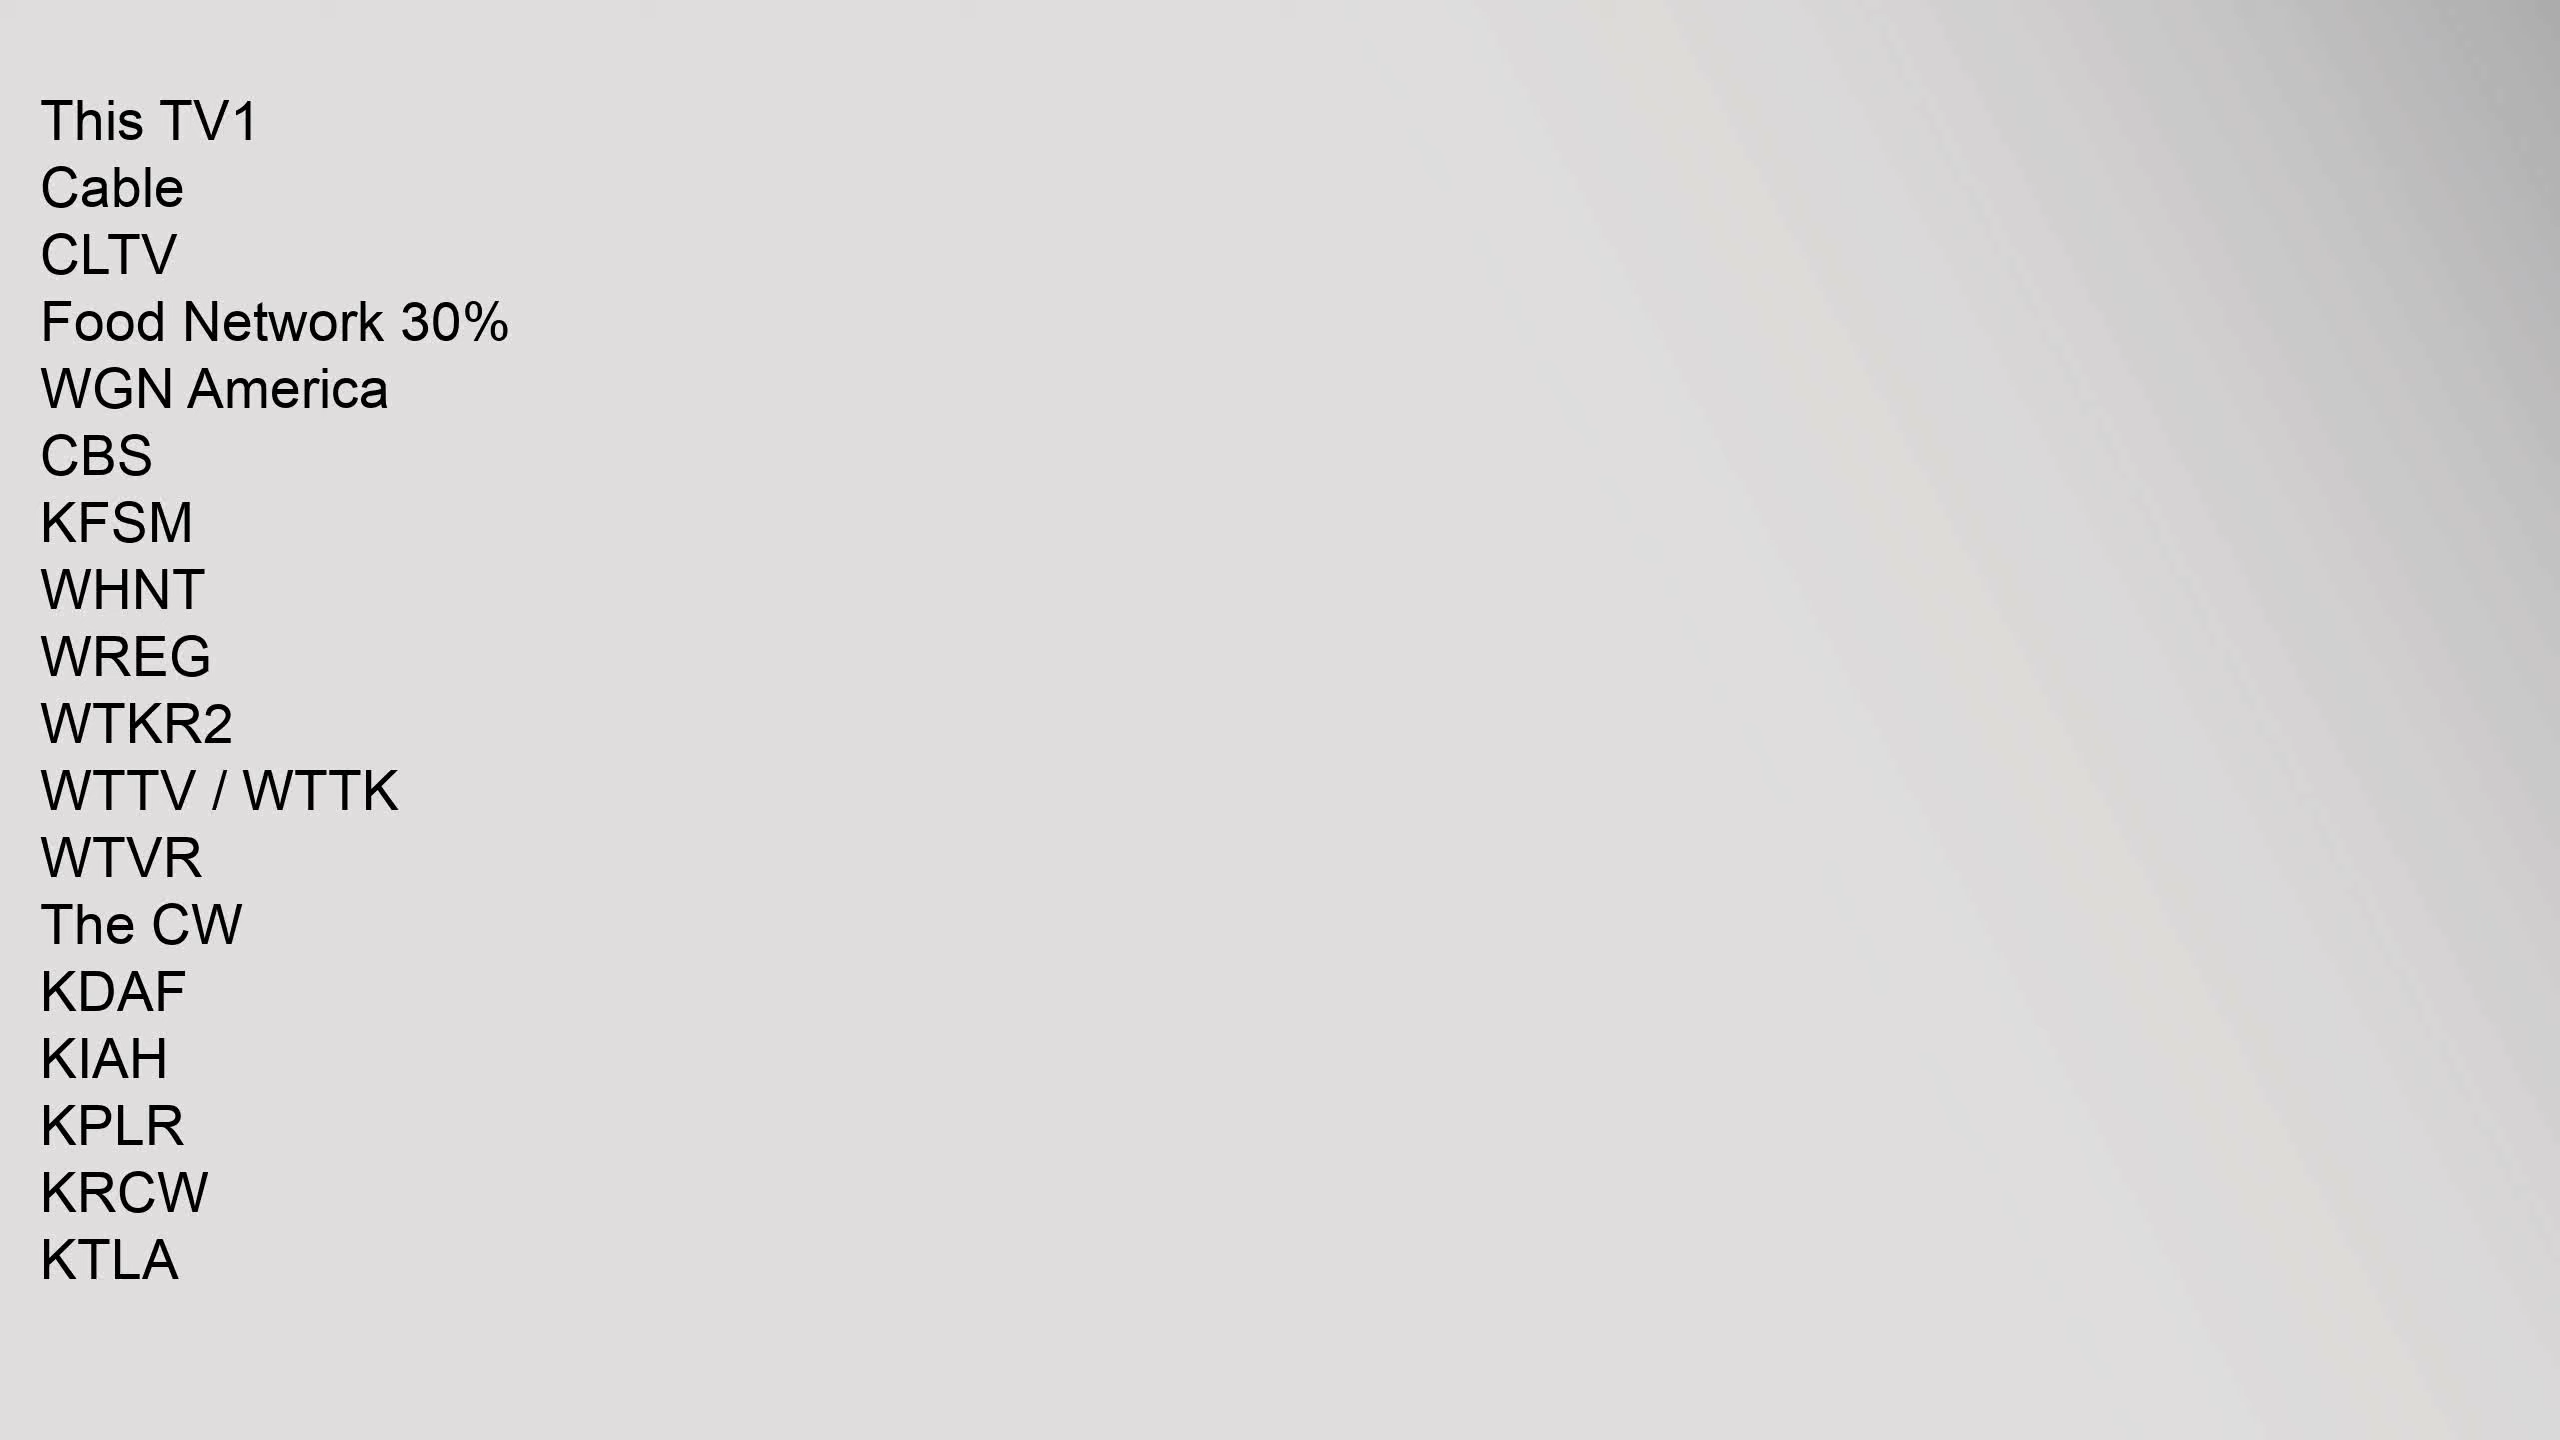 This TV1
Cable
CLTV
Food Network 30%
WGN America
CBS
KFSM
WHNT
WREG
WTKR2
WTTV / WTTK
WTVR
The CW
KDAF
KIAH
KPLR
KRCW
KTLA